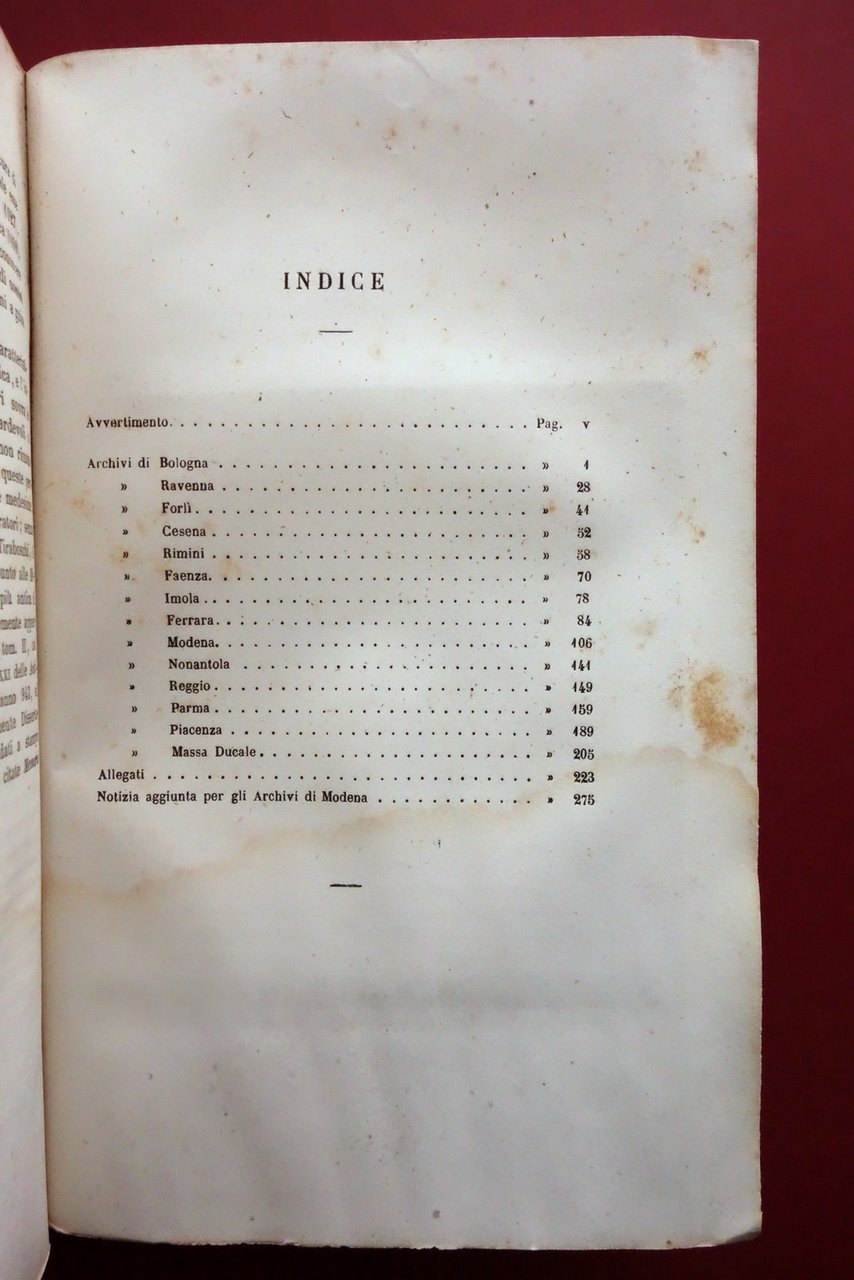 INDICE
Avvertimento. . . . . . . . . . . . . . . . . . . . . . . . . . . . Pag. v
Archivi di Bologna . . . . . . . . . . . . . . . . . . . . . . . . » 1
» Ravenna . . . . . . . . . . . . . . . . . . . . . . . . » 28
» Forlì . . . . . . . . . . . . . . . . . . . . . . . . . » 41
» Cesena . . . . . . . . . . . . . . . . . . . . . . . . » 52
» Rimini . . . . . . . . . . . . . . . . . . . . . . . . » 58
» Faenza. . . . . . . . . . . . . . . . . . . . . . . . » 70
» Imola . . . . . . . . . . . . . . . . . . . . . . . . . » 78
» Ferrara. . . . . . . . . . . . . . . . . . . . . . . . » 84
» Modena. . . . . . . . . . . . . . . . . . . . . . . . » 106
» Nonantola . . . . . . . . . . . . . . . . . . . . . . » 141
» Reggio . . . . . . . . . . . . . . . . . . . . . . . . » 149
» Parma . . . . . . . . . . . . . . . . . . . . . . . . » 159
» Piacenza . . . . . . . . . . . . . . . . . . . . . . . » 189
» Massa Ducale . . . . . . . . . . . . . . . . . . . . . » 205
Allegati . . . . . . . . . . . . . . . . . . . . . . . . . . . . . » 223
Notizia aggiunta per gli Archivi di Modena . . . . . . . . . . . . » 275